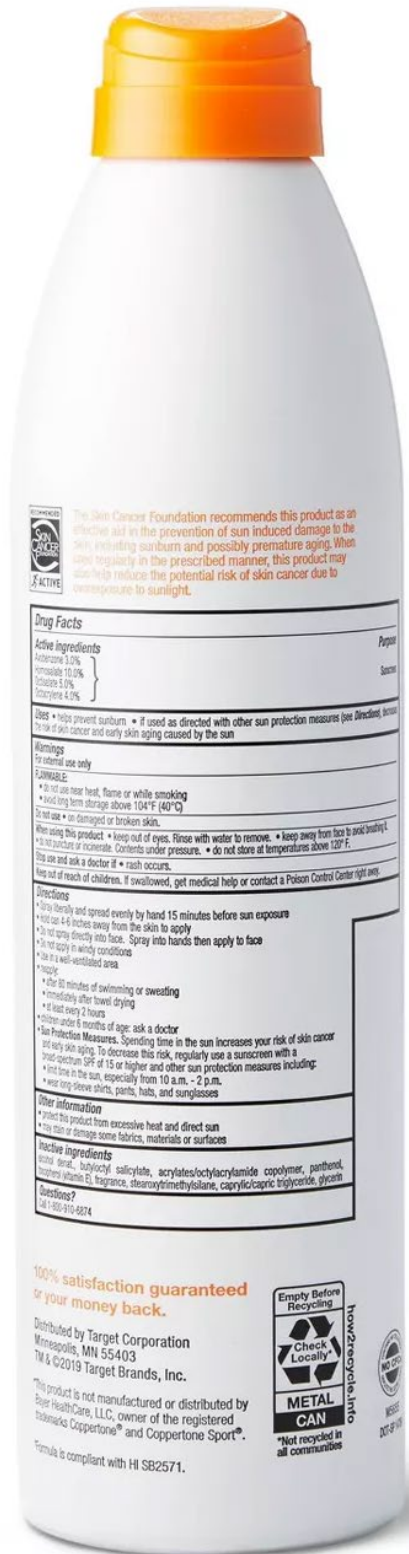 RECOMMENDED
SKIN
CANCER
FOUNDATION
ACTIVE
The Skin Cancer Foundation recommends this product as an
effective aid in the prevention of sun induced damage to the
skin, including sunburn and possibly premature aging. When
used regularly in the prescribed manner, this product may
also help reduce the potential risk of skin cancer due to
overexposure to sunlight.
Drug Facts
Active ingredients Purpose
Avobenzone 3.0%
Homosalate 10.0% Sunscreen
Octisalate 5.0%
Octocrylene 4.0%
Uses • helps prevent sunburn • if used as directed with other sun protection measures (see Directions), decreases
the risk of skin cancer and early skin aging caused by the sun
Warnings
For external use only
FLAMMABLE:
• do not use near heat, flame or while smoking
• avoid long term storage above 104°F (40°C)
Do not use • on damaged or broken skin.
When using this product • keep out of eyes. Rinse with water to remove. • keep away from face to avoid breathing it.
• do not puncture or incinerate. Contents under pressure. • do not store at temperatures above 120° F.
Stop use and ask a doctor if • rash occurs.
Keep out of reach of children. If swallowed, get medical help or contact a Poison Control Center right away.
Directions
• Spray liberally and spread evenly by hand 15 minutes before sun exposure
• Hold can 4-6 inches away from the skin to apply
• Do not spray directly into face. Spray into hands then apply to face
• Do not apply in windy conditions
• Use in a well-ventilated area
• reapply:
• after 80 minutes of swimming or sweating
• immediately after towel drying
• at least every 2 hours
• children under 6 months of age: ask a doctor
• Sun Protection Measures. Spending time in the sun increases your risk of skin cancer
and early skin aging. To decrease this risk, regularly use a sunscreen with a
broad-spectrum SPF of 15 or higher and other sun protection measures including:
• limit time in the sun, especially from 10 a.m. - 2 p.m.
• wear long-sleeve shirts, pants, hats, and sunglasses
Other information
• protect this product from excessive heat and direct sun
• may stain or damage some fabrics, materials or surfaces
Inactive ingredients
alcohol denat., butyloctyl salicylate, acrylates/octylacrylamide copolymer, panthenol,
tocopherol (vitamin E), fragrance, stearoxytrimethylsilane, caprylic/capric triglyceride, glycerin
Questions?
Call 1-800-910-6874
100% satisfaction guaranteed
or your money back.
Distributed by Target Corporation
Minneapolis, MN 55403
TM & ©2019 Target Brands, Inc.
*This product is not manufactured or distributed by
Bayer HealthCare, LLC, owner of the registered
trademarks Coppertone® and Coppertone Sport®.
*Formula is compliant with HI SB2571.
Empty Before
Recycling
Check
Locally*
METAL
CAN
*Not recycled in
all communities
how2recycle.info
NO CFCs